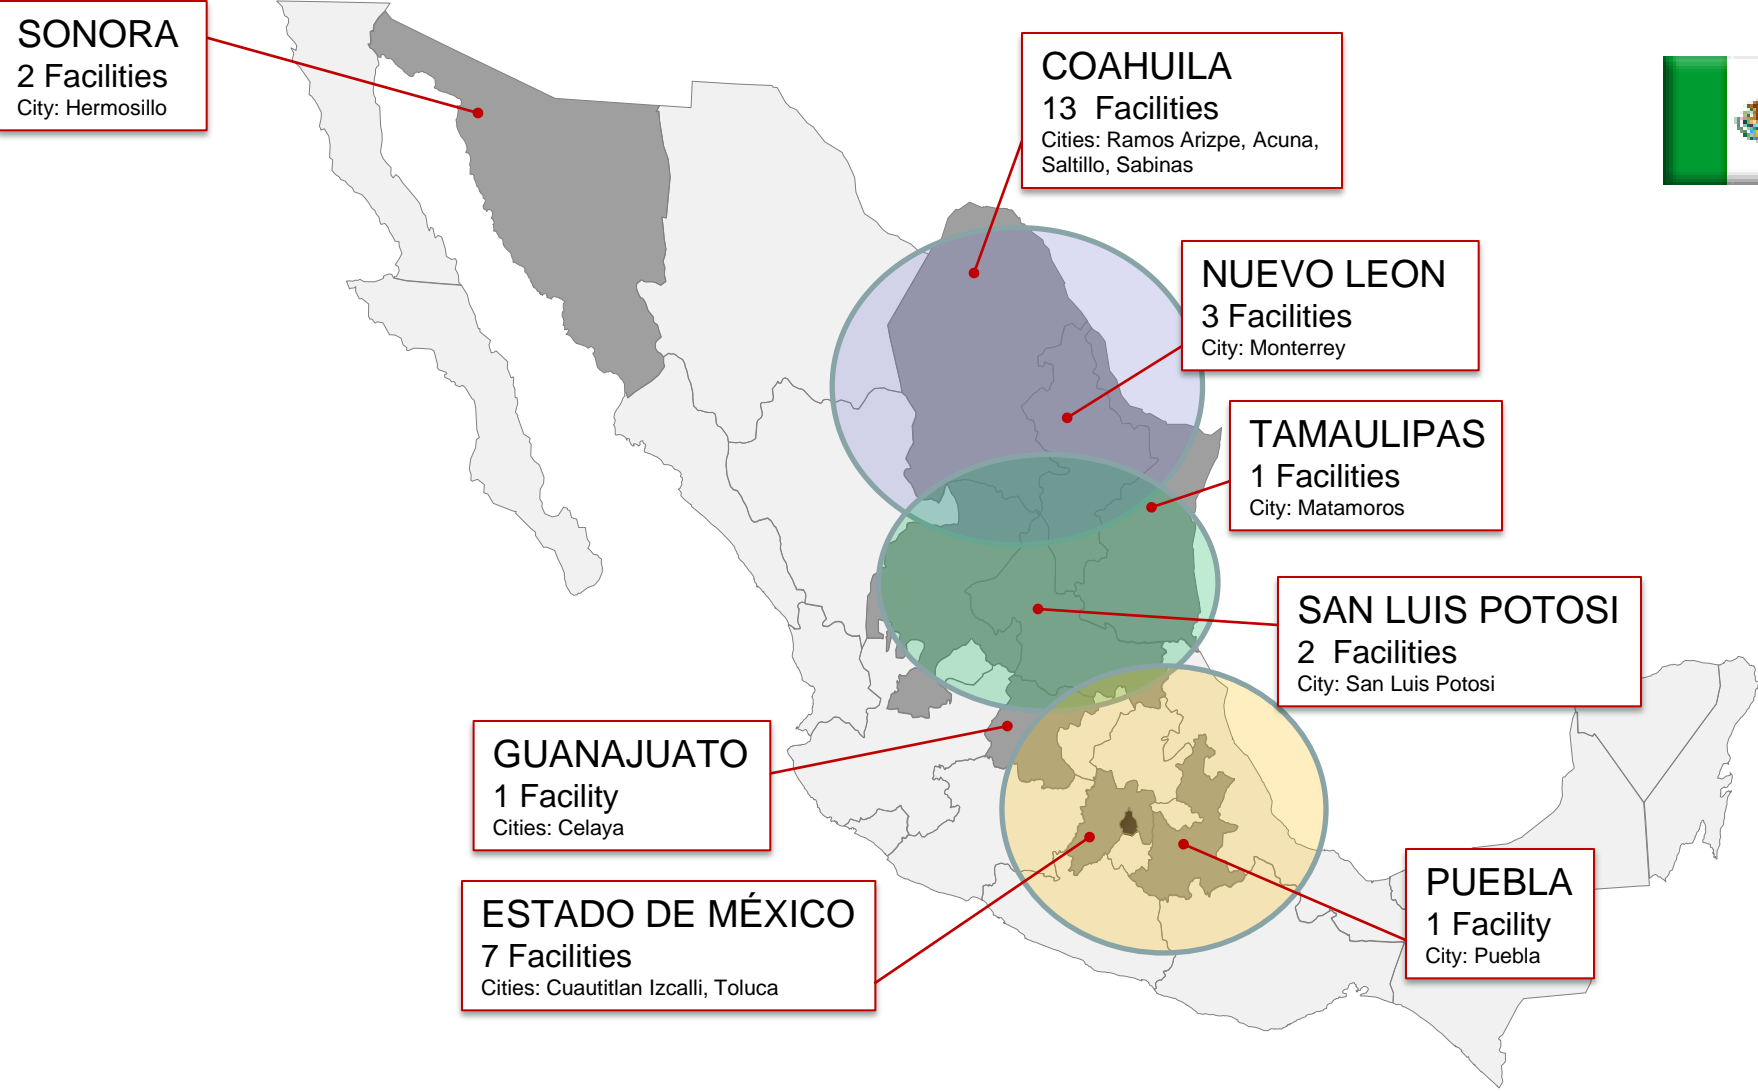 SONORA
2 Facilities
City: Hermosillo
COAHUILA
13 Facilities
Cities: Ramos Arizpe, Acuna,
Saltillo, Sabinas
NUEVO LEON
3 Facilities
City: Monterrey
TAMAULIPAS
1 Facilities
City: Matamoros
SAN LUIS POTOSI
2 Facilities
City: San Luis Potosi
GUANAJUATO
1 Facility
Cities: Celaya
ESTADO DE MÉXICO
7 Facilities
Cities: Cuautitlan Izcalli, Toluca
PUEBLA
1 Facility
City: Puebla